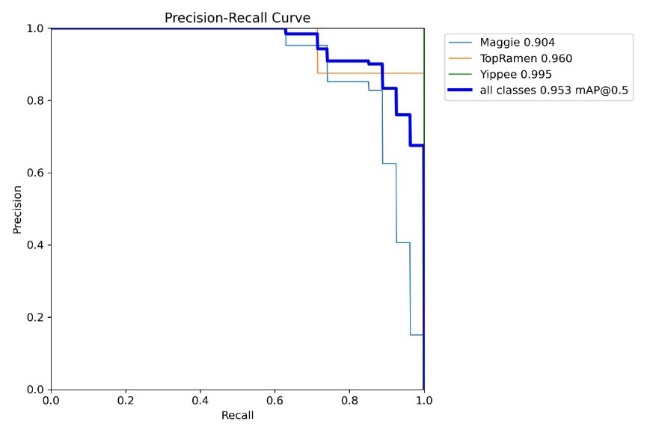 Precision-Recall Curve
1.0
0.8
0.6
0.4
0.2
0.0
Precision
0.0 0.2 0.4 0.6 0.8 1.0
Recall
Maggie 0.904
TopRamen 0.960
Yippee 0.995
all classes 0.953 mAP@0.5